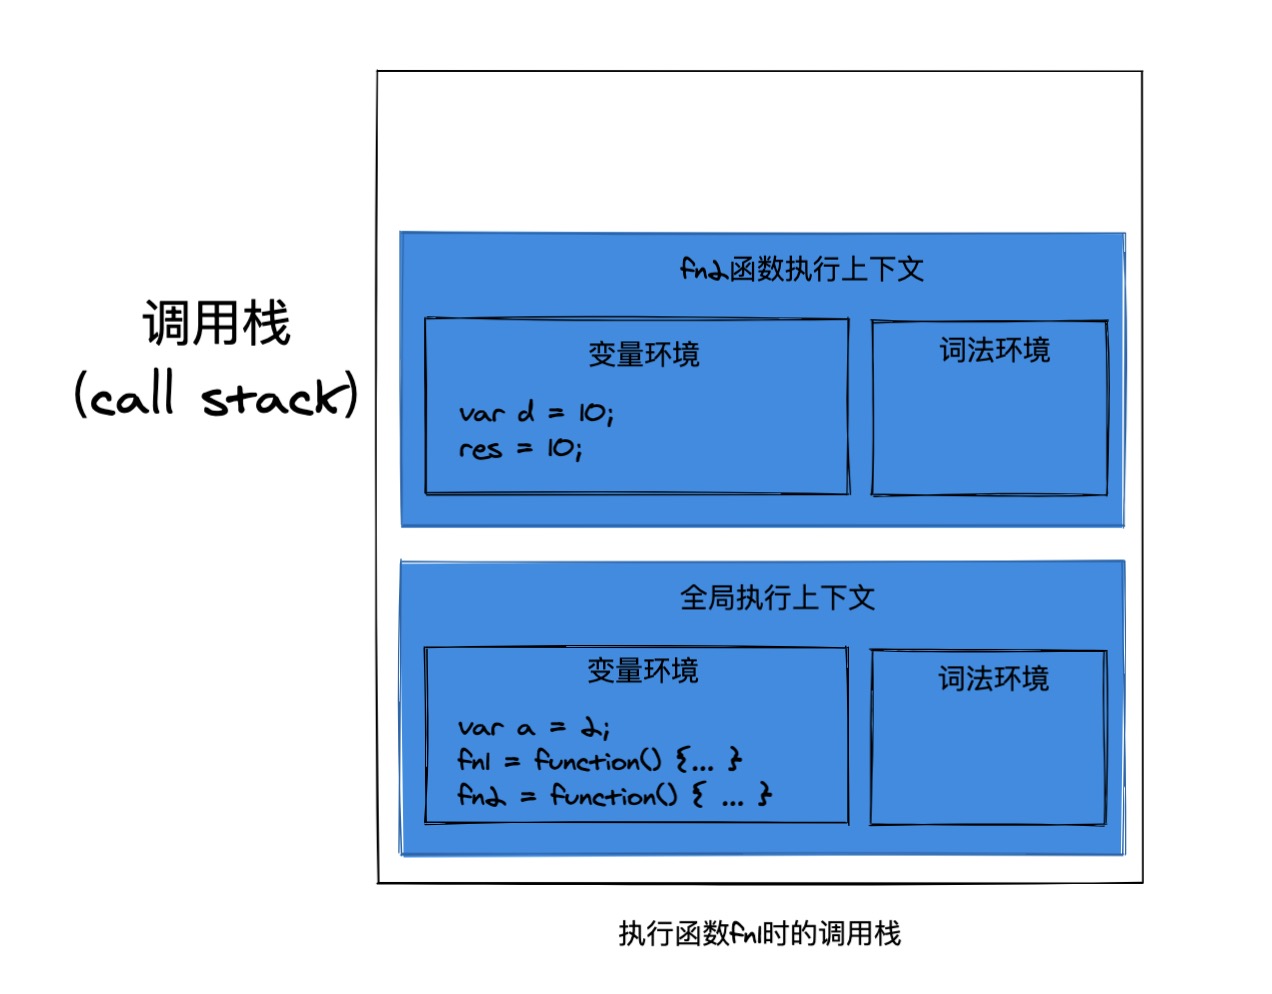 调用栈
(call stack)
fn2函数执行上下文
变量环境
词法环境
var d = 10;
res = 10;
全局执行上下文
变量环境
词法环境
var a = 2;
fn1 = function() {... }
fn2 = function() { ... }
执行函数fn1时的调用栈